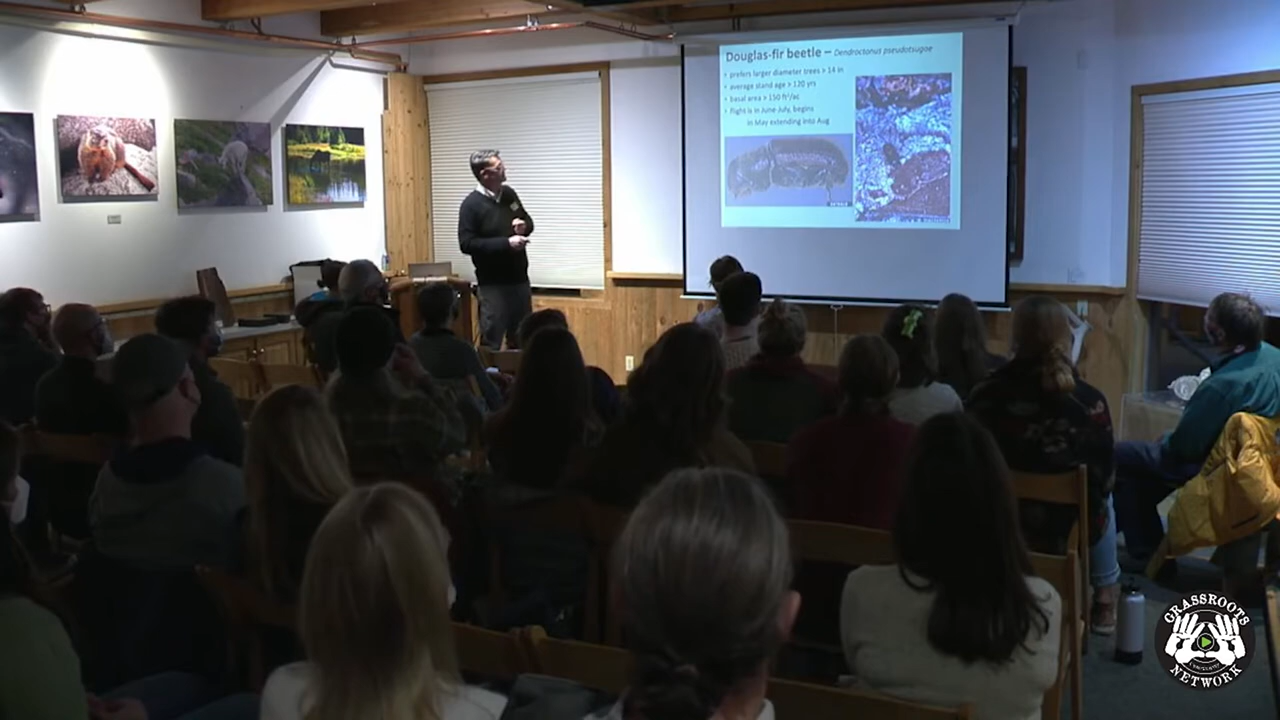 Douglas-fir beetle – Dendroctonus pseudotsugae
• prefers larger diameter trees > 14 in
• average stand age > 120 yrs
• basal area > 150 ft²/ac
• flight is in June-July, begins
in May extending into Aug
GRASSROOTS
NETWORK